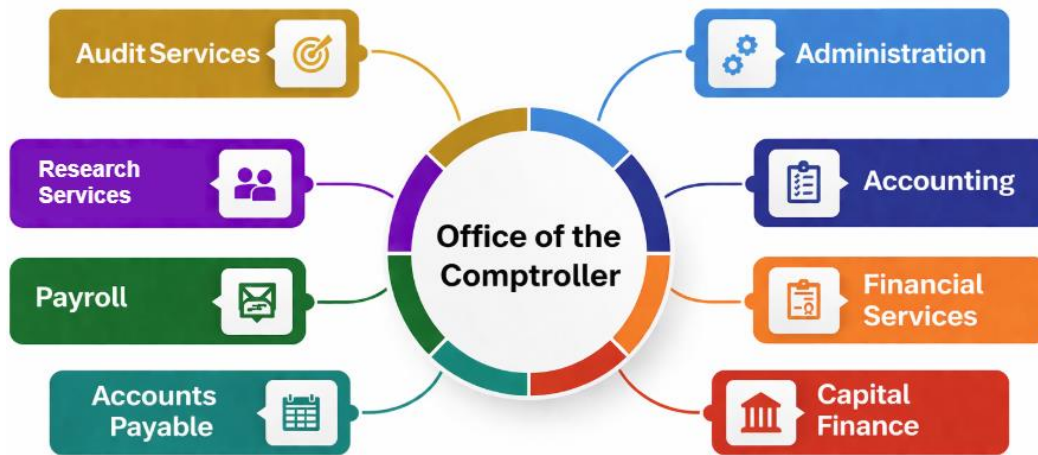 Audit Services
Administration
Research
Services
Accounting
Office of the
Comptroller
Payroll
Financial
Services
Accounts
Payable
Capital
Finance